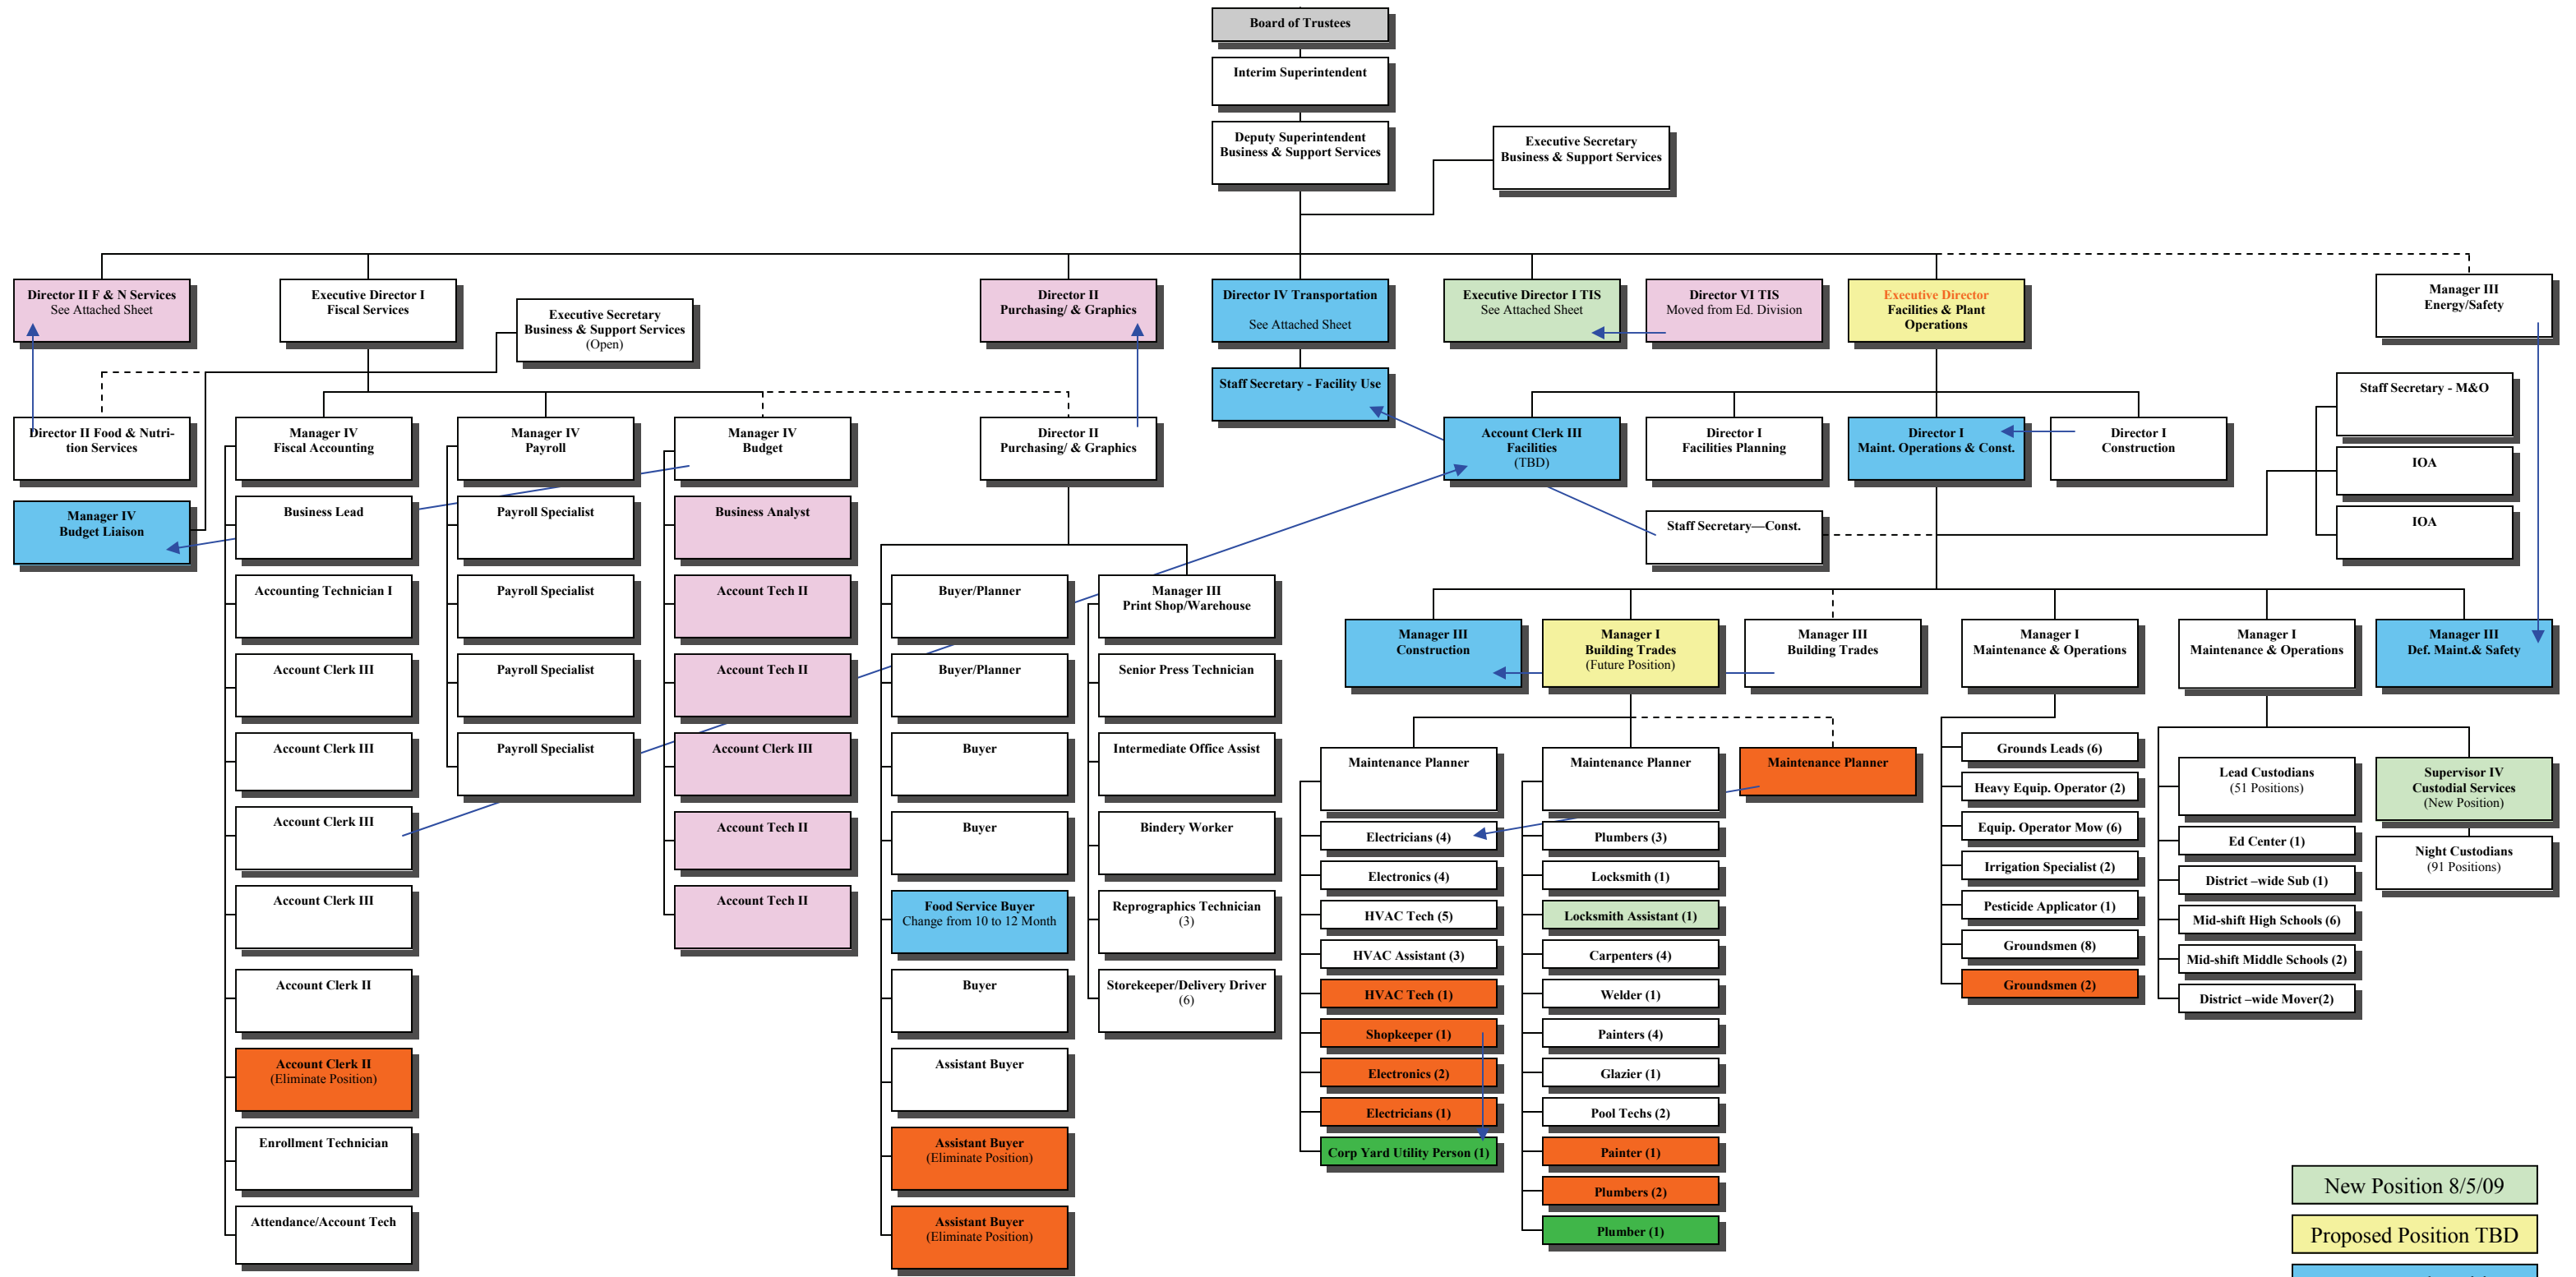 Board of Trustees
Interim Superintendent
Deputy Superintendent
Business & Support Services
Executive Secretary
Business & Support Services
Director II F & N Services
See Attached Sheet
Executive Director I
Fiscal Services
Executive Secretary
Business & Support Services
(Open)
Director II
Purchasing/ & Graphics
Director IV Transportation
See Attached Sheet
Executive Director I TIS
See Attached Sheet
Director VI TIS
Moved from Ed. Division
Executive Director
Facilities & Plant
Operations
Manager III
Energy/Safety
Staff Secretary - Facility Use
Staff Secretary - M&O
IOA
IOA
Director II Food & Nutri-
tion Services
Manager IV
Fiscal Accounting
Manager IV
Payroll
Manager IV
Budget
Director II
Purchasing/ & Graphics
Account Clerk III
Facilities
(TBD)
Director I
Facilities Planning
Director I
Maint. Operations & Const.
Director I
Construction
Manager IV
Budget Liaison
Staff Secretary—Const.
Business Lead
Accounting Technician I
Account Clerk III
Account Clerk III
Account Clerk III
Account Clerk III
Account Clerk II
Account Clerk II
(Eliminate Position)
Enrollment Technician
Attendance/Account Tech
Payroll Specialist
Payroll Specialist
Payroll Specialist
Payroll Specialist
Business Analyst
Account Tech II
Account Tech II
Account Clerk III
Account Tech II
Account Tech II
Buyer/Planner
Buyer/Planner
Buyer
Buyer
Food Service Buyer
Change from 10 to 12 Month
Buyer
Assistant Buyer
Assistant Buyer
(Eliminate Position)
Assistant Buyer
(Eliminate Position)
Manager III
Print Shop/Warehouse
Senior Press Technician
Intermediate Office Assist
Bindery Worker
Reprographics Technician
(3)
Storekeeper/Delivery Driver
(6)
Manager III
Construction
Manager I
Building Trades
(Future Position)
Manager III
Building Trades
Manager I
Maintenance & Operations
Manager I
Maintenance & Operations
Manager III
Def. Maint.& Safety
Maintenance Planner
Electricians (4)
Electronics (4)
HVAC Tech (5)
HVAC Assistant (3)
HVAC Tech (1)
Shopkeeper (1)
Electronics (2)
Electricians (1)
Corp Yard Utility Person (1)
Maintenance Planner
Plumbers (3)
Locksmith (1)
Locksmith Assistant (1)
Carpenters (4)
Welder (1)
Painters (4)
Glazier (1)
Pool Techs (2)
Painter (1)
Plumbers (2)
Plumber (1)
Maintenance Planner
Grounds Leads (6)
Heavy Equip. Operator (2)
Equip. Operator Mow (6)
Irrigation Specialist (2)
Pesticide Applicator (1)
Groundsmen (8)
Groundsmen (2)
Lead Custodians
(51 Positions)
Ed Center (1)
District –wide Sub (1)
Mid-shift High Schools (6)
Mid-shift Middle Schools (2)
District –wide Mover(2)
Supervisor IV
Custodial Services
(New Position)
Night Custodians
(91 Positions)
New Position 8/5/09
Proposed Position TBD